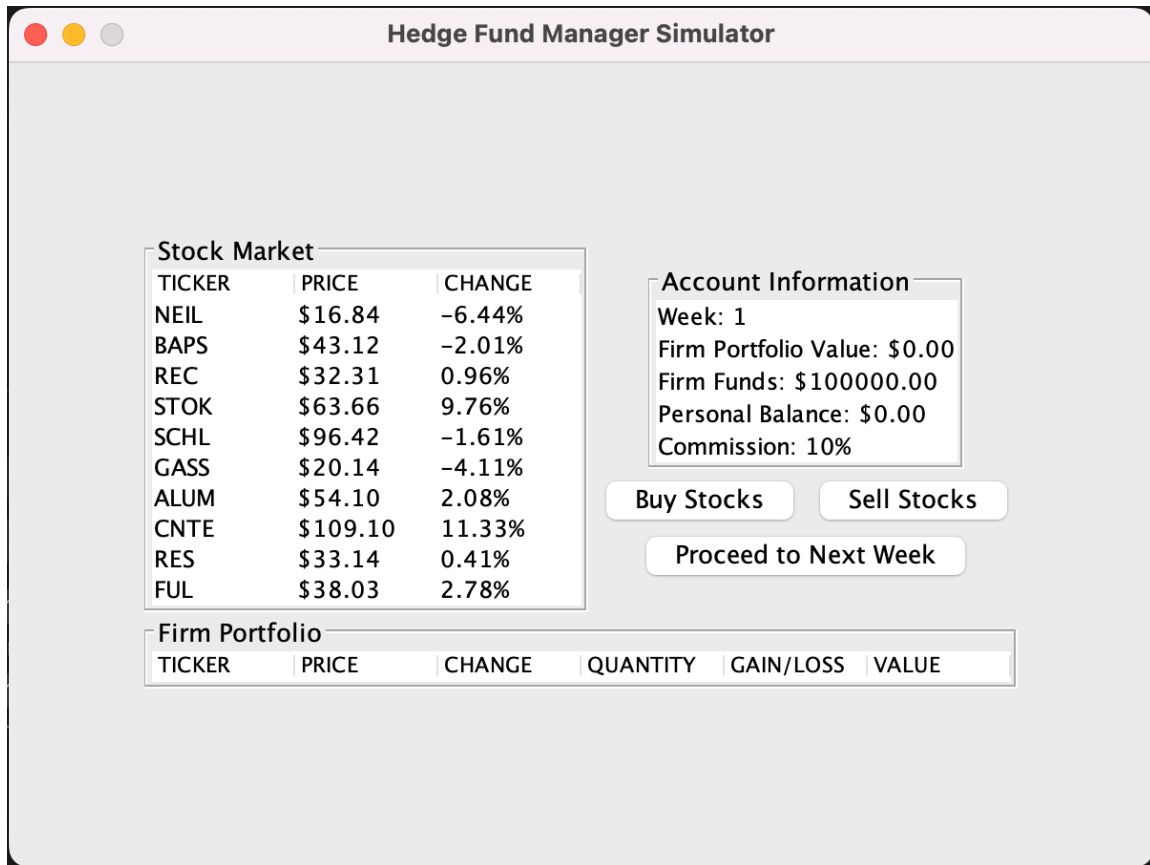 Hedge Fund Manager Simulator
Stock Market
TICKER PRICE CHANGE
NEIL $16.84 -6.44%
BAPS $43.12 -2.01%
REC $32.31 0.96%
STOK $63.66 9.76%
SCHL $96.42 -1.61%
GASS $20.14 -4.11%
ALUM $54.10 2.08%
CNTE $109.10 11.33%
RES $33.14 0.41%
FUL $38.03 2.78%
Account Information
Week: 1
Firm Portfolio Value: $0.00
Firm Funds: $100000.00
Personal Balance: $0.00
Commission: 10%
Buy Stocks Sell Stocks
Proceed to Next Week
Firm Portfolio
TICKER PRICE CHANGE QUANTITY GAIN/LOSS VALUE